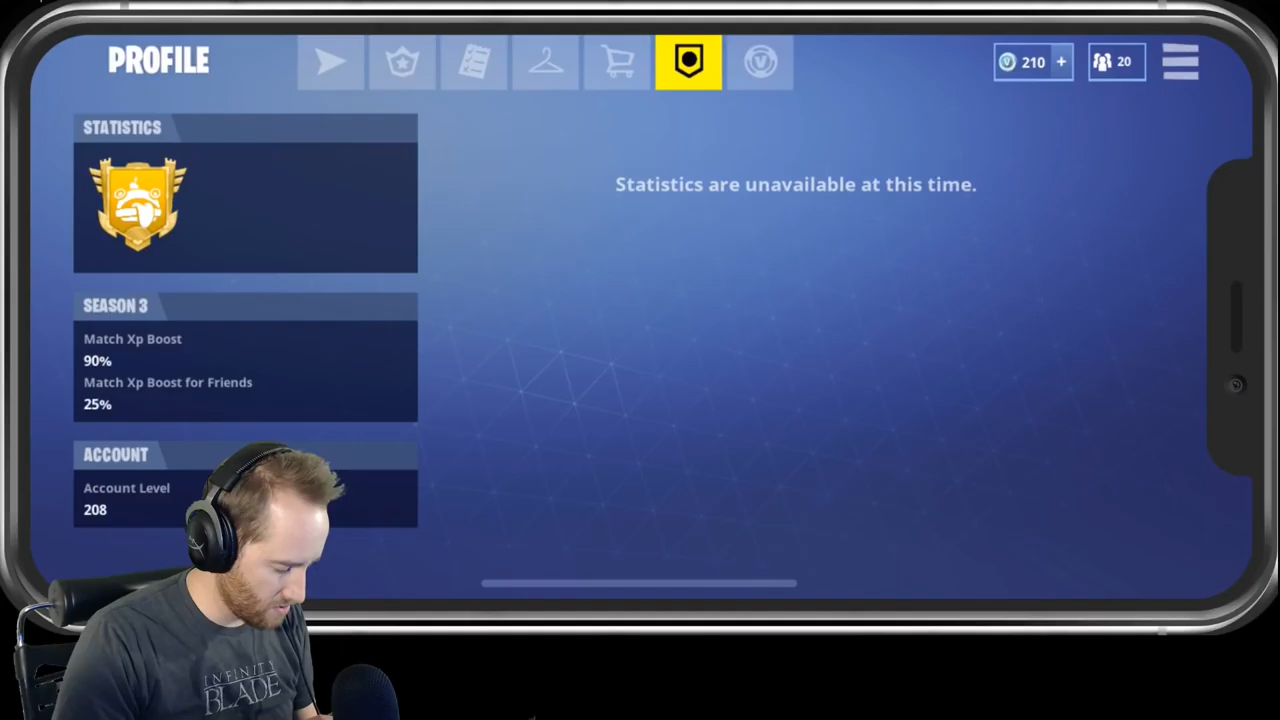 PROFILE
210 +
20
STATISTICS
Statistics are unavailable at this time.
SEASON 3
Match Xp Boost
90%
Match Xp Boost for Friends
25%
ACCOUNT
Account Level
208
INFINITY
BLADE